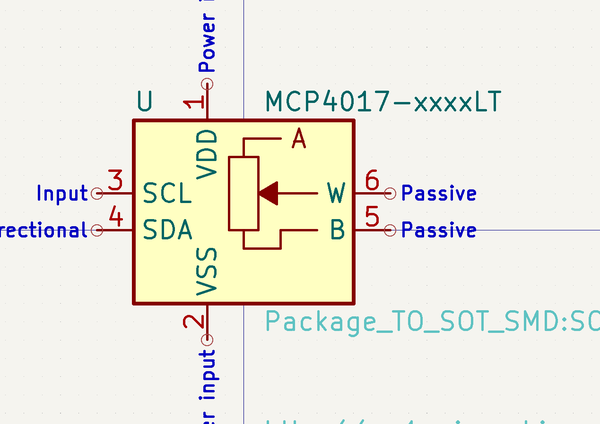 Power i
U
MCP4017-xxxxLT
1
VDD
A
Input
3
SCL
W
6
Passive
rectional
4
SDA
B
5
Passive
VSS
2
Package_TO_SOT_SMD:SO
er input